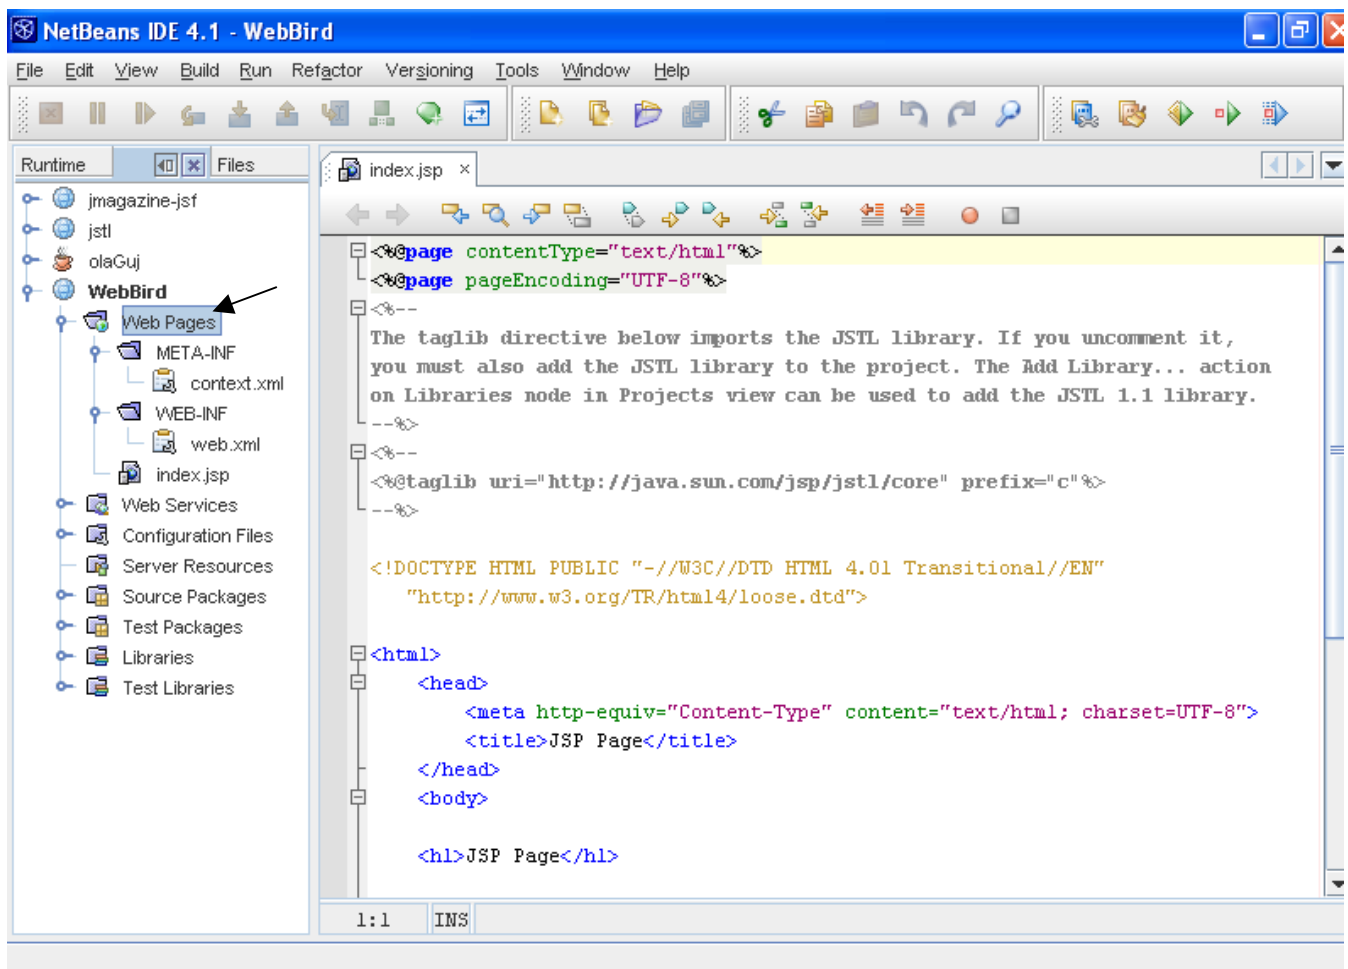 NetBeans IDE 4.1 - WebBird
File Edit View Build Run Refactor Versioning Tools Window Help
Runtime Files
jmagazine-jsf
jstl
olaGuj
WebBird
Web Pages
META-INF
context.xml
WEB-INF
web.xml
index.jsp
Web Services
Configuration Files
Server Resources
Source Packages
Test Packages
Libraries
Test Libraries
index.jsp
<%@page contentType="text/html"%>
<%@page pageEncoding="UTF-8"%>
<%--
The taglib directive below imports the JSTL library. If you uncomment it,
you must also add the JSTL library to the project. The Add Library... action
on Libraries node in Projects view can be used to add the JSTL 1.1 library.
--%>
<%--
<%@taglib uri="http://java.sun.com/jsp/jstl/core" prefix="c"%>
--%>
<!DOCTYPE HTML PUBLIC "-//W3C//DTD HTML 4.01 Transitional//EN"
"http://www.w3.org/TR/html4/loose.dtd">
<html>
<head>
<meta http-equiv="Content-Type" content="text/html; charset=UTF-8">
<title>JSP Page</title>
</head>
<body>
<h1>JSP Page</h1>
1:1 INS